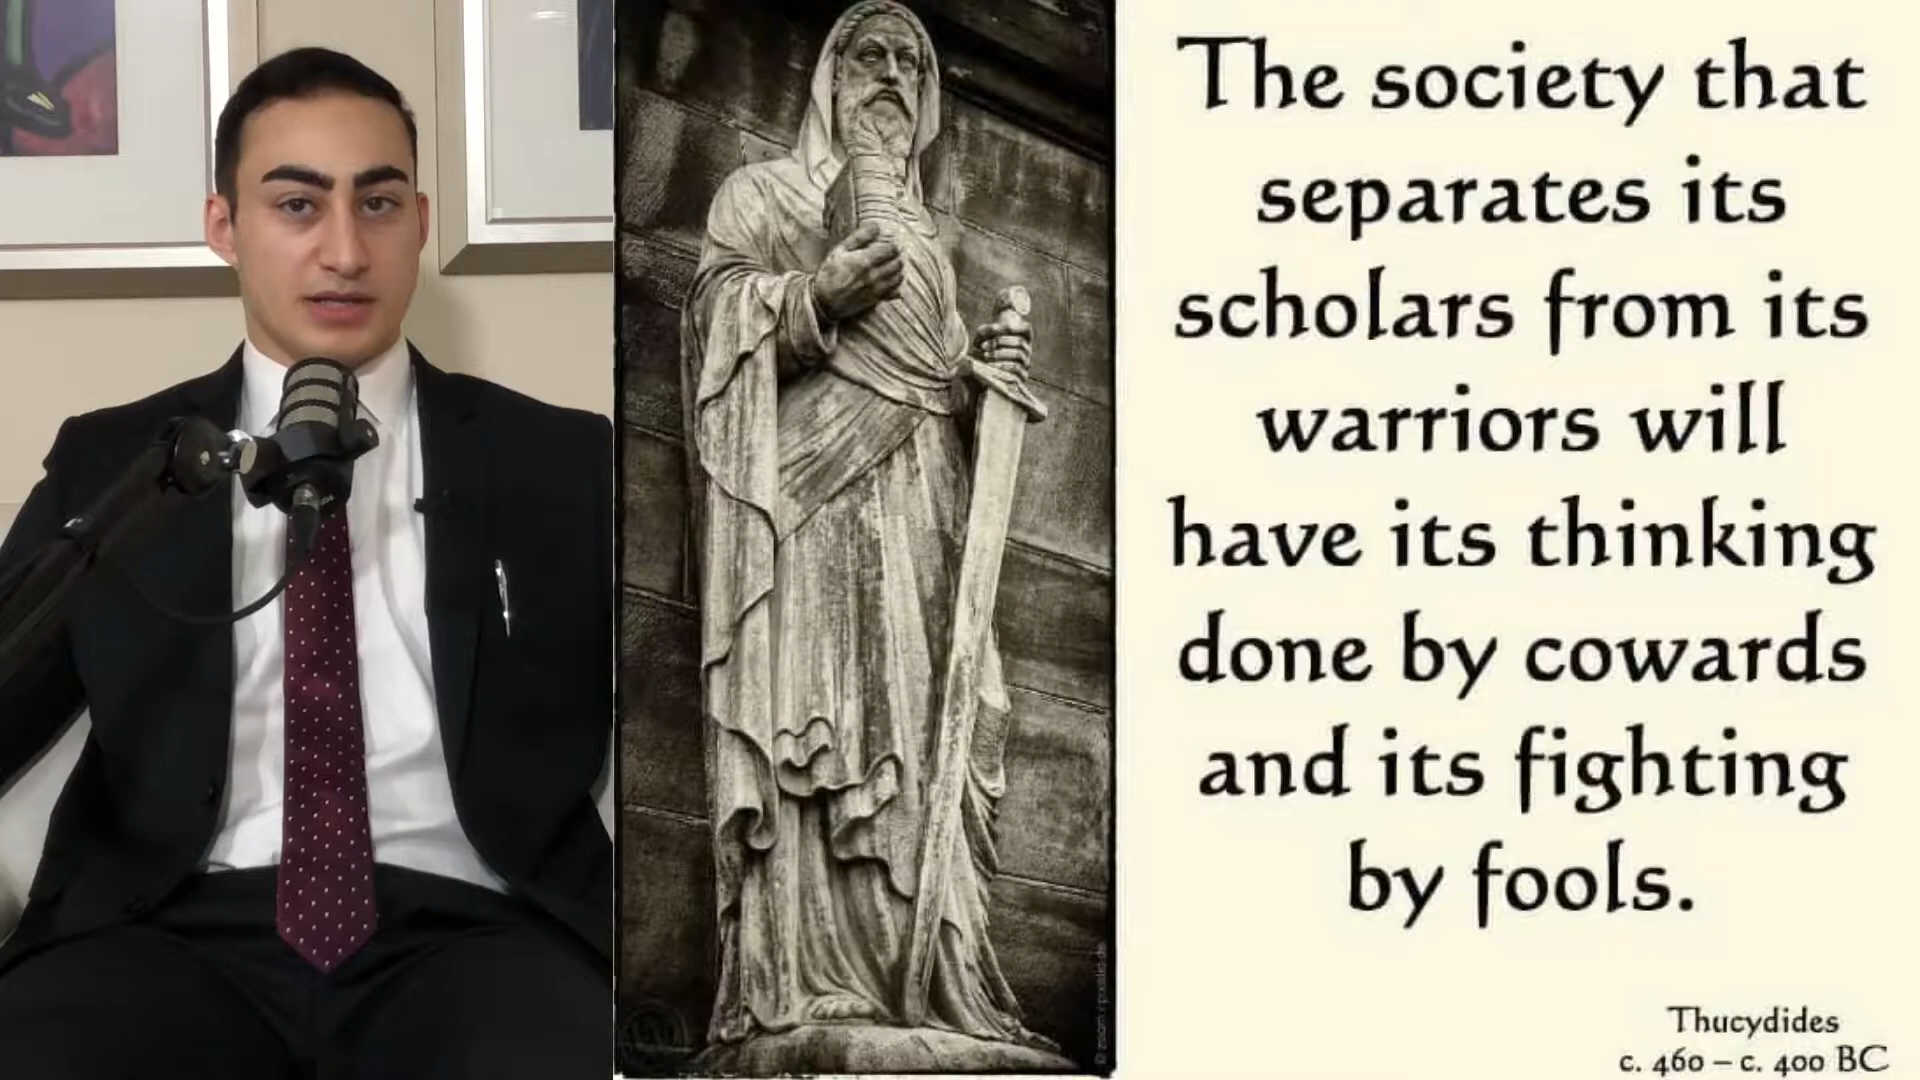 The society that
separates its
scholars from its
warriors will
have its thinking
done by cowards
and its fighting
by fools.
Thucydides
c. 460 – c. 400 BC